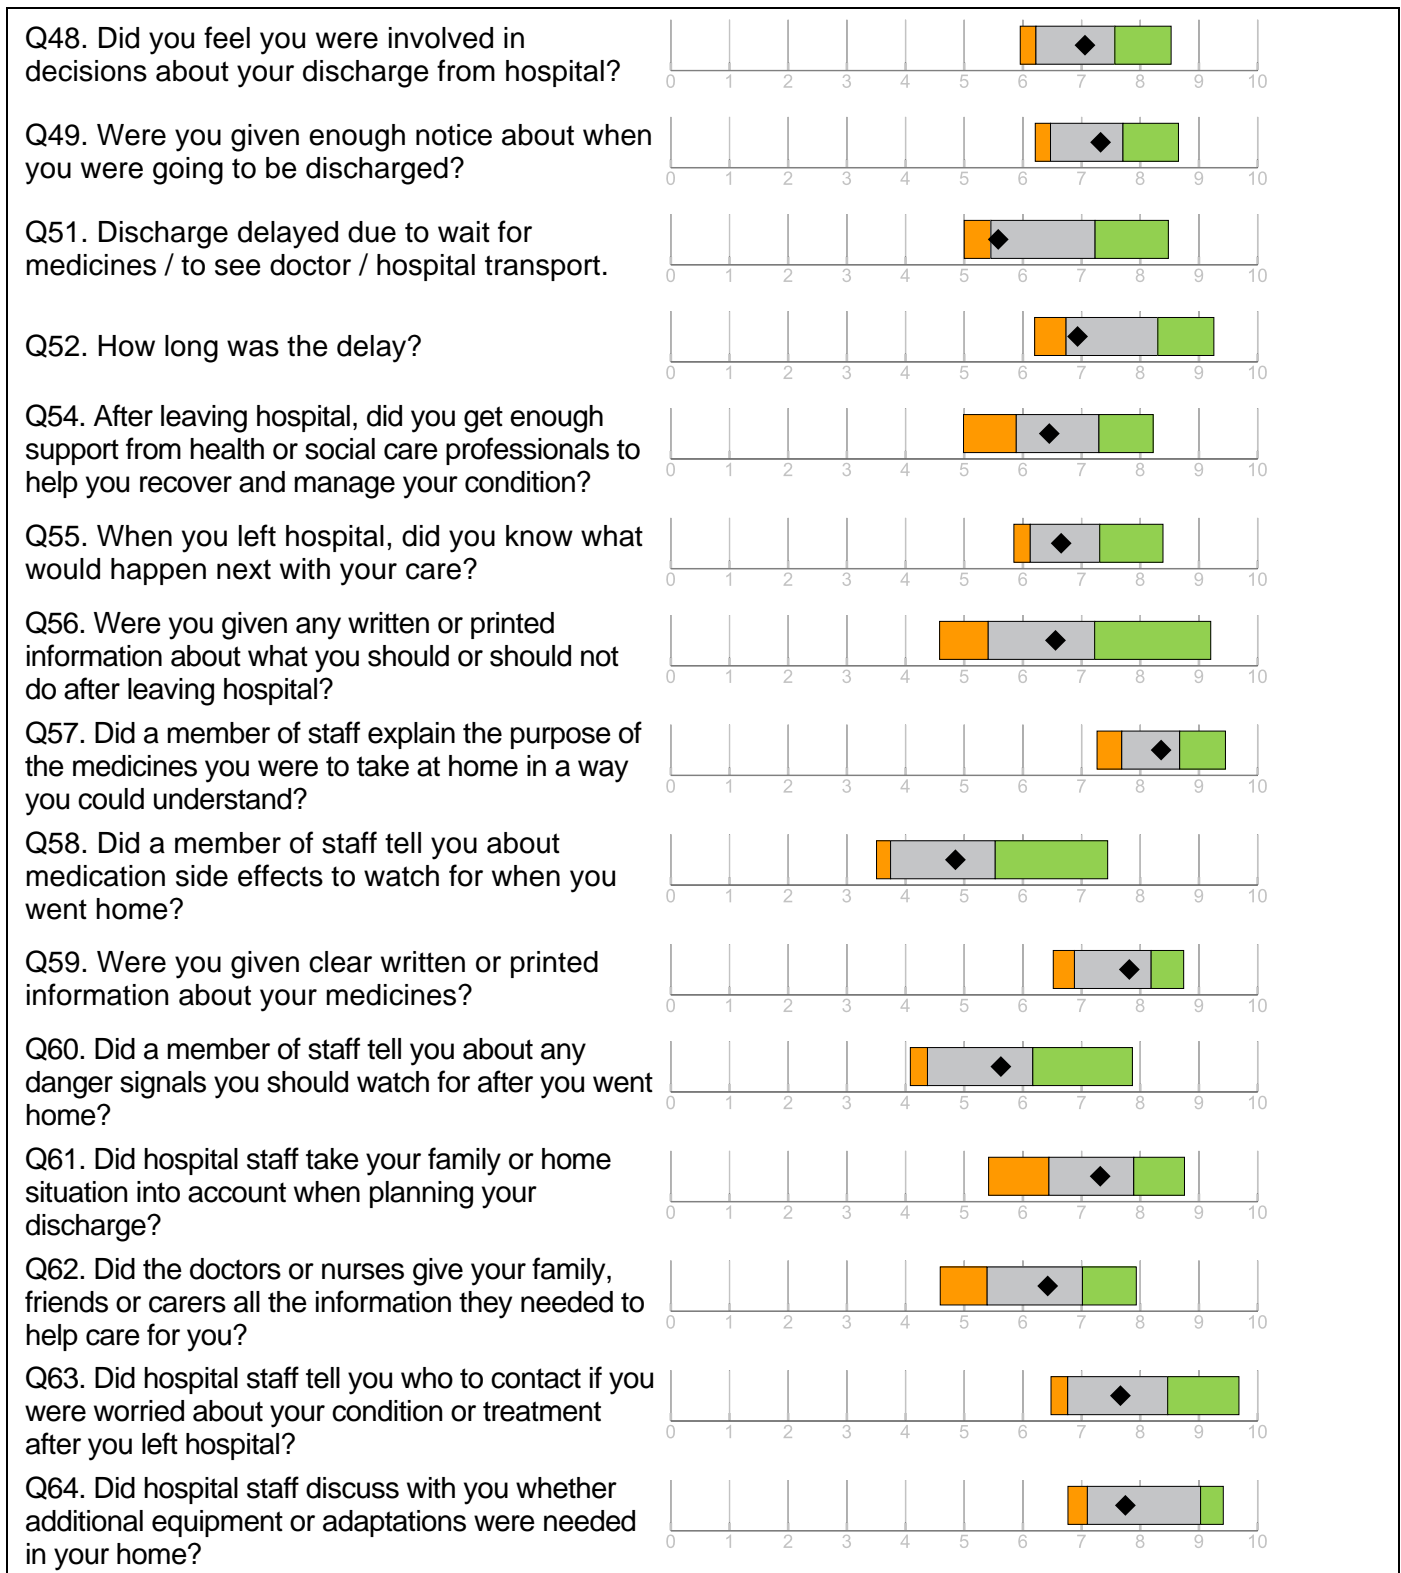 Q48. Did you feel you were involved in
decisions about your discharge from hospital?
0 1 2 3 4 5 6 7 8 9 10
Q49. Were you given enough notice about when
you were going to be discharged?
0 1 2 3 4 5 6 7 8 9 10
Q51. Discharge delayed due to wait for
medicines / to see doctor / hospital transport.
0 1 2 3 4 5 6 7 8 9 10
Q52. How long was the delay?
0 1 2 3 4 5 6 7 8 9 10
Q54. After leaving hospital, did you get enough
support from health or social care professionals to
help you recover and manage your condition?
0 1 2 3 4 5 6 7 8 9 10
Q55. When you left hospital, did you know what
would happen next with your care?
0 1 2 3 4 5 6 7 8 9 10
Q56. Were you given any written or printed
information about what you should or should not
do after leaving hospital?
0 1 2 3 4 5 6 7 8 9 10
Q57. Did a member of staff explain the purpose of
the medicines you were to take at home in a way
you could understand?
0 1 2 3 4 5 6 7 8 9 10
Q58. Did a member of staff tell you about
medication side effects to watch for when you
went home?
0 1 2 3 4 5 6 7 8 9 10
Q59. Were you given clear written or printed
information about your medicines?
0 1 2 3 4 5 6 7 8 9 10
Q60. Did a member of staff tell you about any
danger signals you should watch for after you went
home?
0 1 2 3 4 5 6 7 8 9 10
Q61. Did hospital staff take your family or home
situation into account when planning your
discharge?
0 1 2 3 4 5 6 7 8 9 10
Q62. Did the doctors or nurses give your family,
friends or carers all the information they needed to
help care for you?
0 1 2 3 4 5 6 7 8 9 10
Q63. Did hospital staff tell you who to contact if you
were worried about your condition or treatment
after you left hospital?
0 1 2 3 4 5 6 7 8 9 10
Q64. Did hospital staff discuss with you whether
additional equipment or adaptations were needed
in your home?
0 1 2 3 4 5 6 7 8 9 10